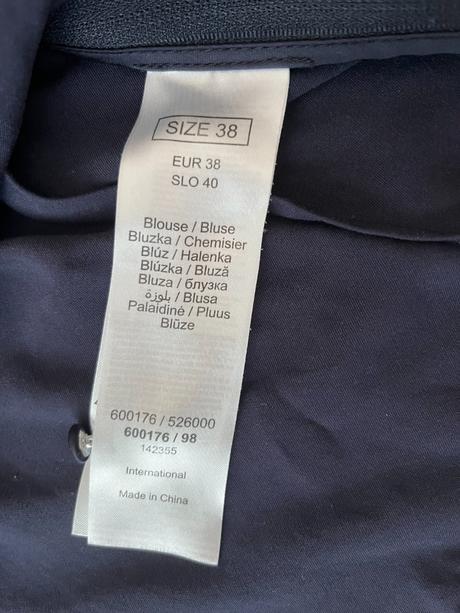 SIZE 38
EUR 38
SLO 40
Blouse / Bluse
Bluzka / Chemisier
Blúz / Halenka
Blúzka / Bluză
Bluza / блузка
بلوزة / Blusa
Palaidinė / Pluus
Blūze
600176 / 526000
600176 / 98
142355
International
Made in China